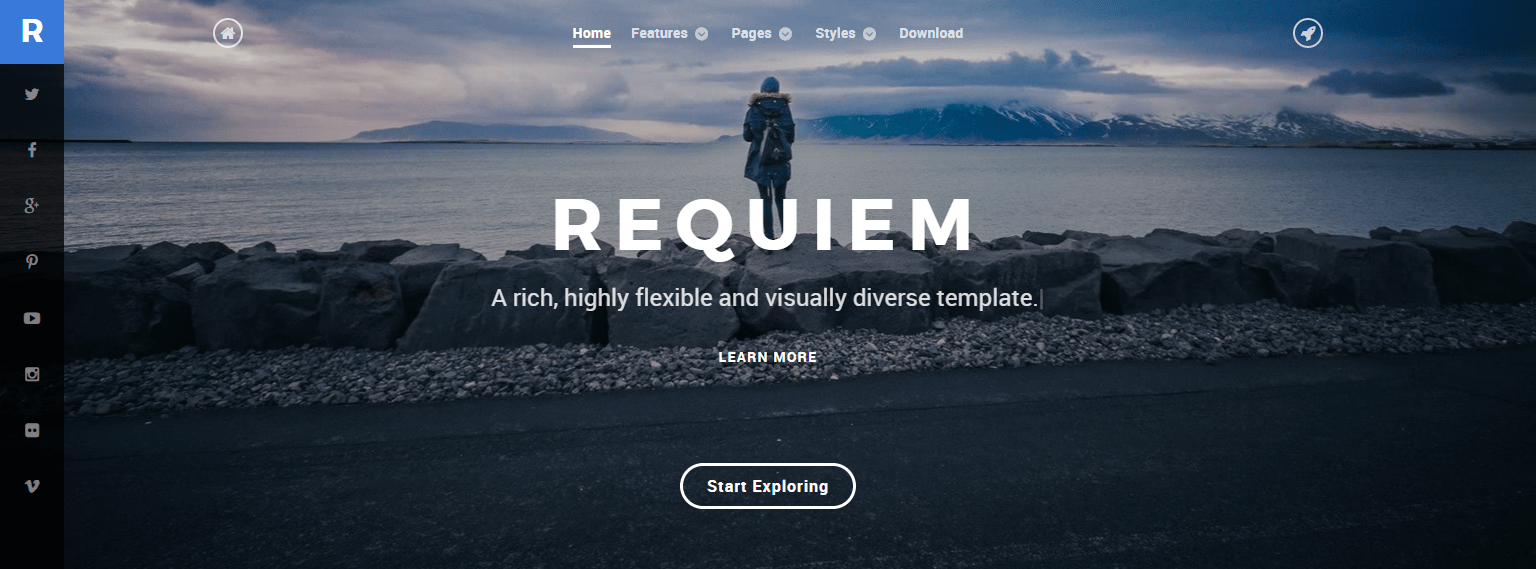 R
Home Features Pages Styles Download
REQUIEM
A rich, highly flexible and visually diverse template.
LEARN MORE
Start Exploring